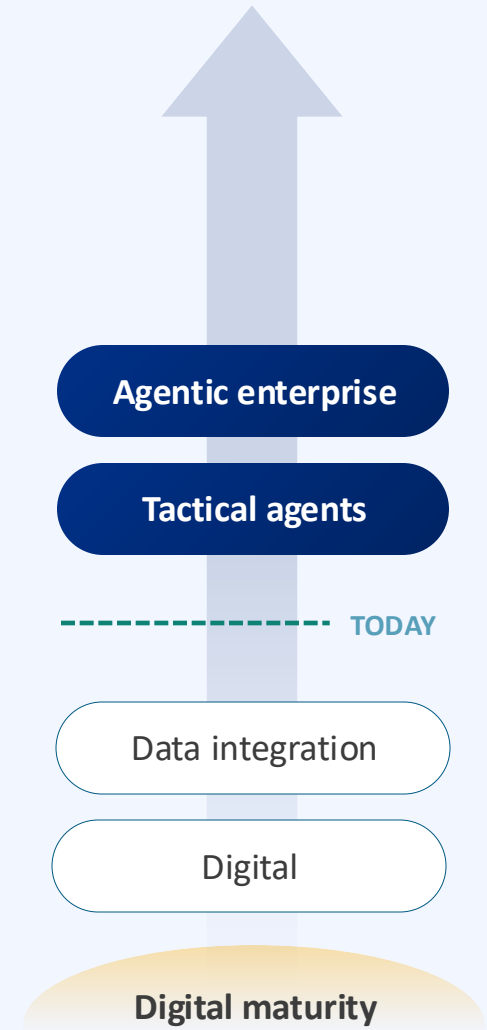 Agentic enterprise
Tactical agents
TODAY
Data integration
Digital
Digital maturity